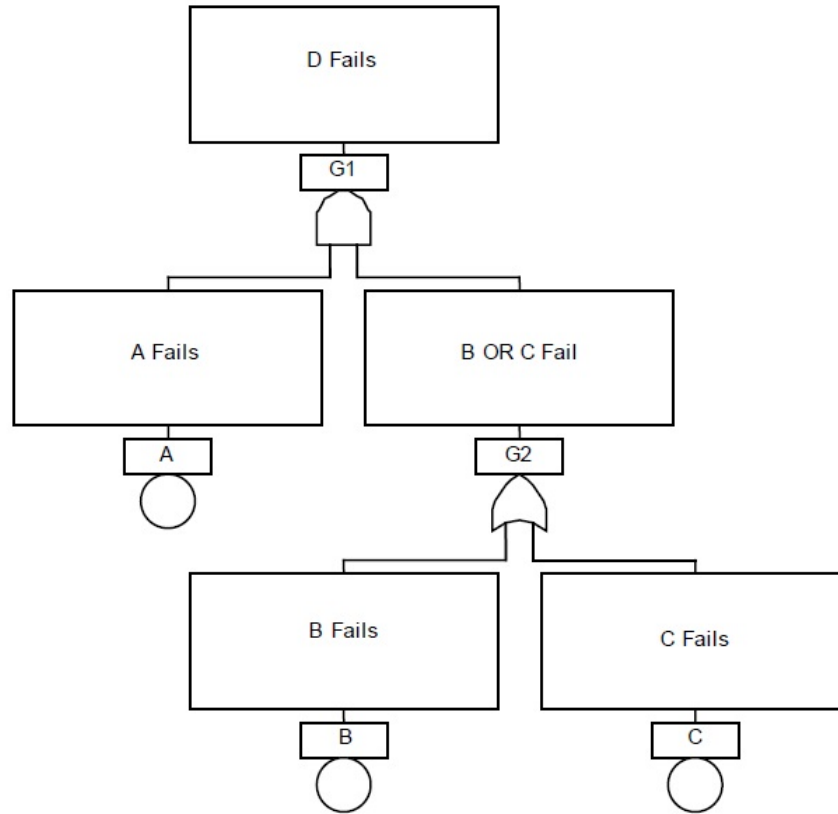 D Fails
G1
A Fails
B OR C Fail
A
G2
B Fails
C Fails
B
C